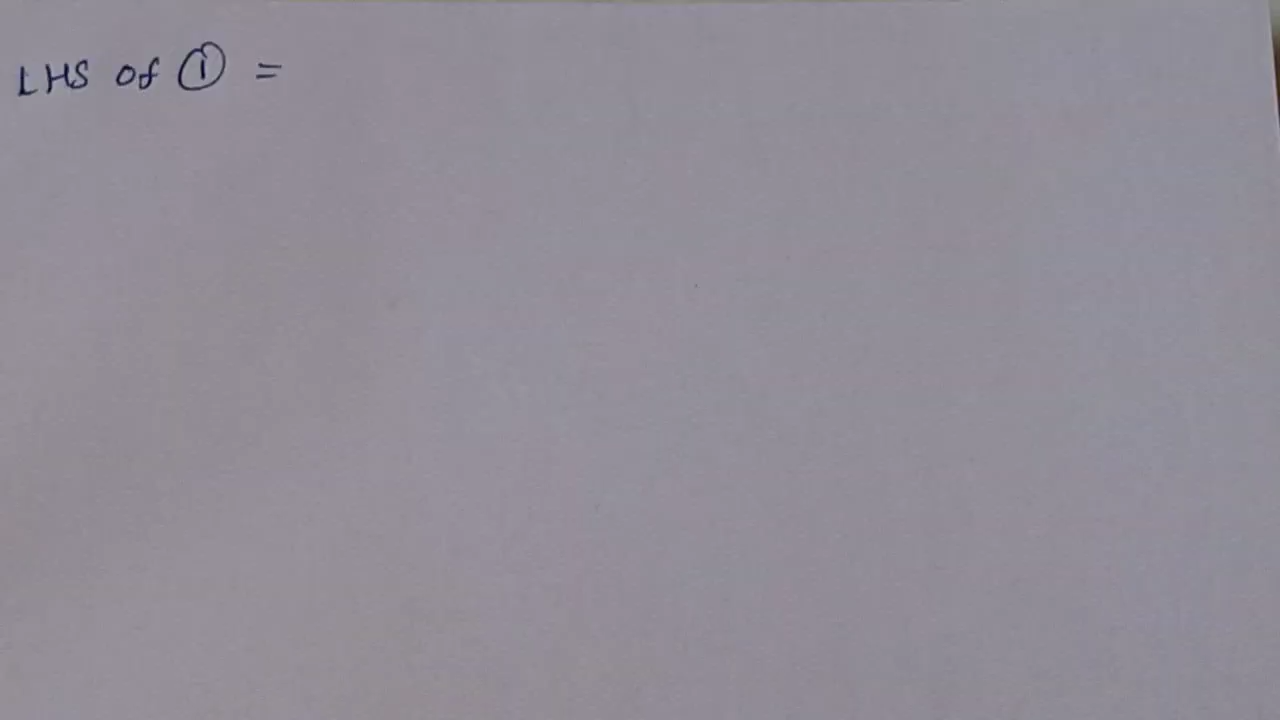 LHS of ① =